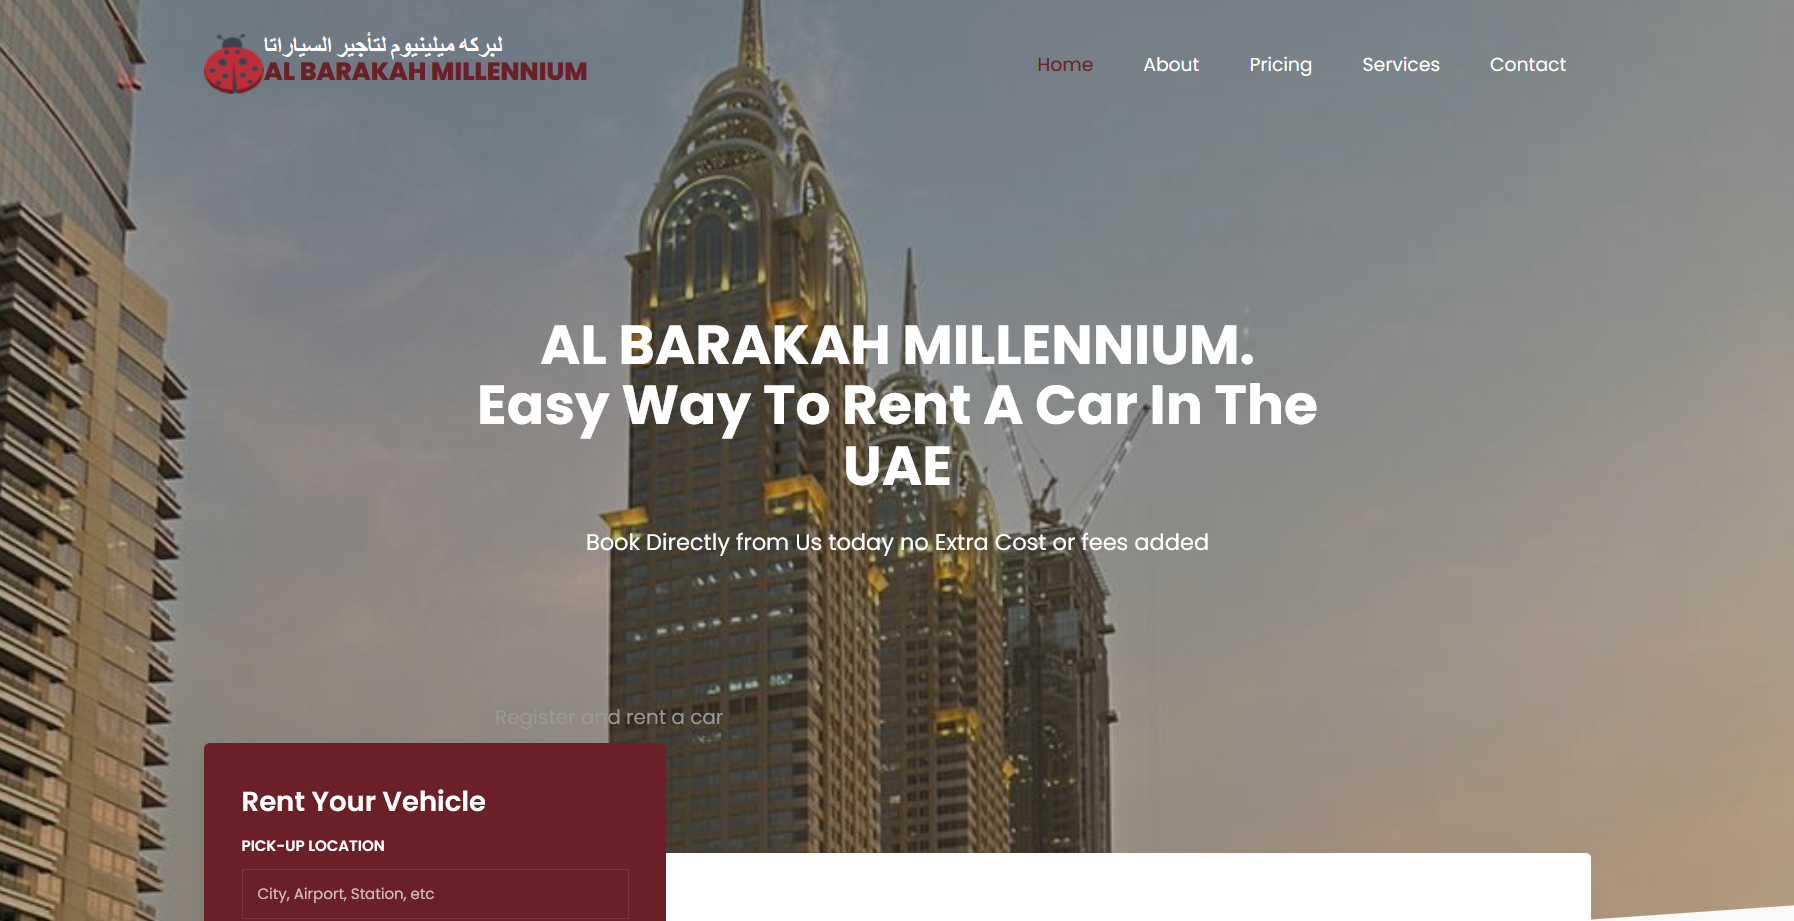 لبركه ميلينيوم لتأجير السياراتا
AL BARAKAH MILLENNIUM
Home About Pricing Services Contact
AL BARAKAH MILLENNIUM.
Easy Way To Rent A Car In The
UAE
Book Directly from Us today no Extra Cost or fees added
Register and rent a car
Rent Your Vehicle
PICK-UP LOCATION
City, Airport, Station, etc